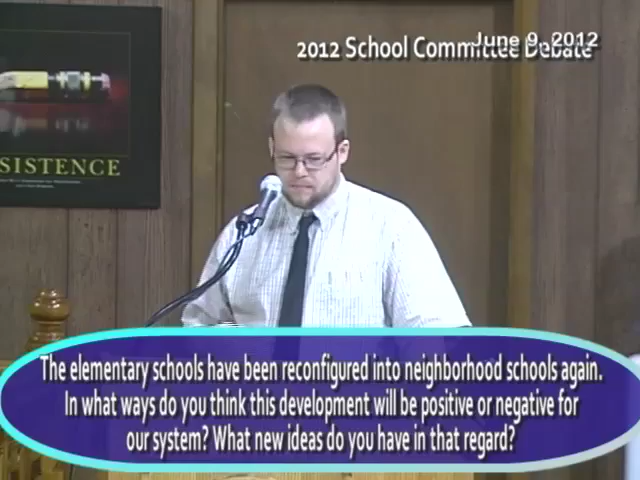 June 9, 2012
2012 School Committee Debate
SISTENCE
The elementary schools have been reconfigured into neighborhood schools again.
In what ways do you think this development will be positive or negative for
our system? What new ideas do you have in that regard?